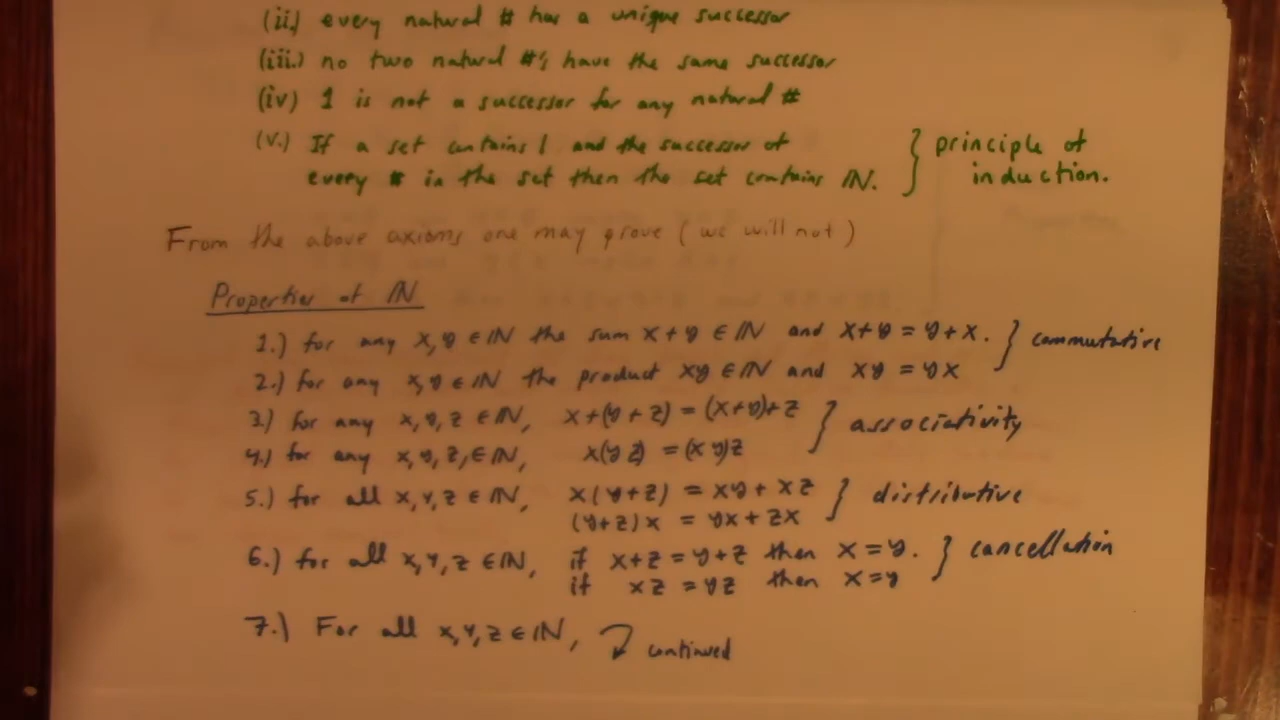 (ii.) every natural # has a unique successor
(iii.) no two natural #'s have the same successor
(iv) 1 is not a successor for any natural #
(v.) If a set contains 1 and the successor of
every # in the set then the set contains ℕ. } principle of induction.
From the above axioms one may prove (we will not)
Properties of ℕ
1.) for any x,y ∈ ℕ the sum x+y ∈ ℕ and x+y = y+x. } commutative
2.) for any x,y ∈ ℕ the product xy ∈ ℕ and xy = yx
3.) for any x,y,z ∈ ℕ, x+(y+z) = (x+y)+z } associativity
4.) for any x,y,z,∈ ℕ, x(yz) = (xy)z
5.) for all x,y,z ∈ ℕ, x(y+z) = xy+xz } distributive
(y+z)x = yx+zx
6.) for all x,y,z ∈ ℕ, if x+z = y+z then x=y. } cancellation
if xz = yz then x=y
7.) For all x,y,z ∈ ℕ, continued